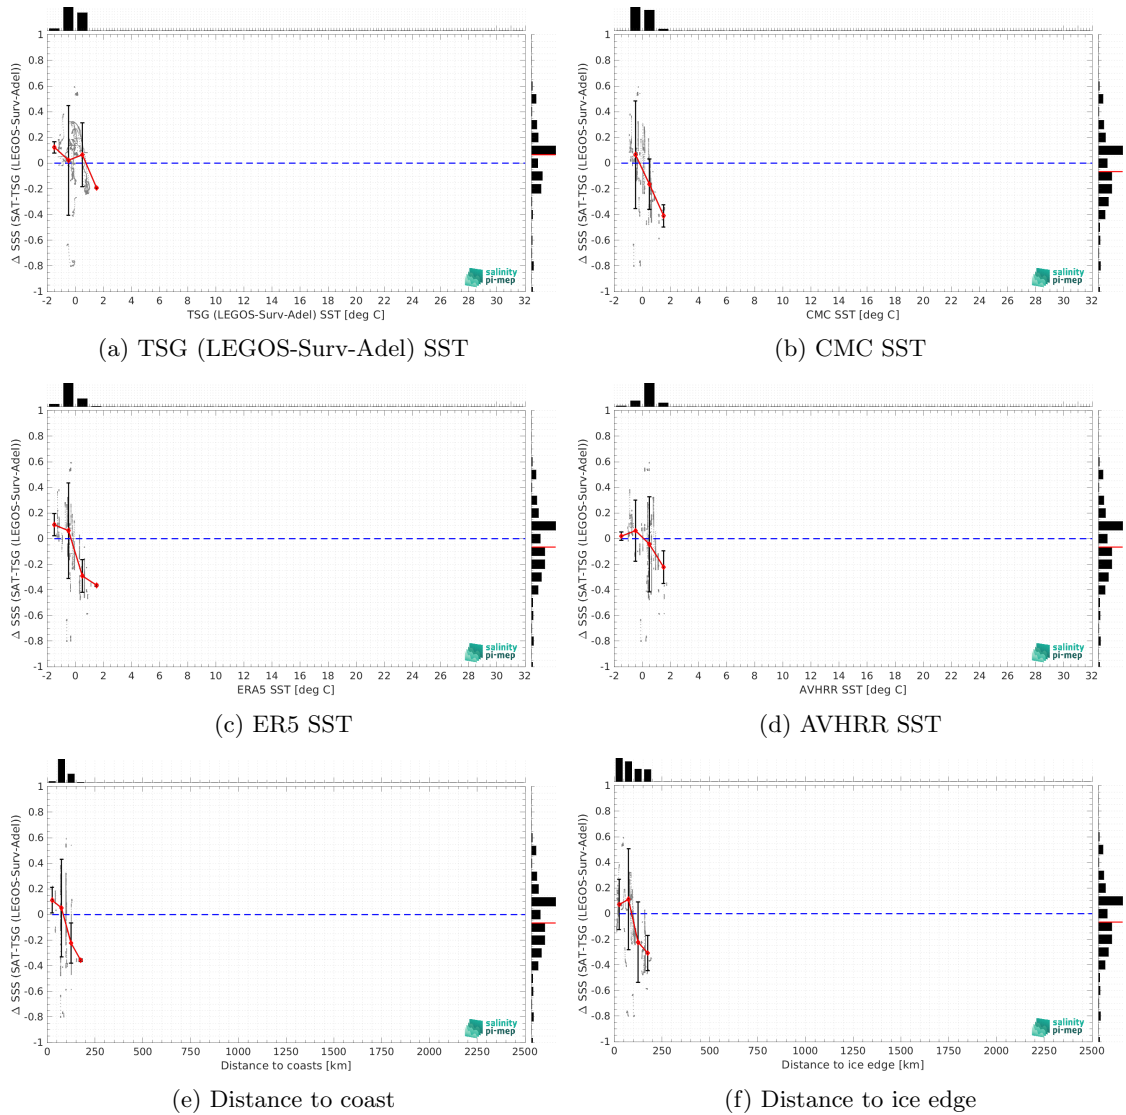 1
0.8
0.6
0.4
0.2
0
-0.2
-0.4
-0.6
-0.8
-1
Δ SSS (SAT-TSG (LEGOS-Surv-Adel))
salinity
pi-mep
-2 0 2 4 6 8 10 12 14 16 18 20 22 24 26 28 30 32
TSG (LEGOS-Surv-Adel) SST [deg C]
(a) TSG (LEGOS-Surv-Adel) SST
1
0.8
0.6
0.4
0.2
0
-0.2
-0.4
-0.6
-0.8
-1
Δ SSS (SAT-TSG (LEGOS-Surv-Adel))
salinity
pi-mep
-2 0 2 4 6 8 10 12 14 16 18 20 22 24 26 28 30 32
CMC SST [deg C]
(b) CMC SST
1
0.8
0.6
0.4
0.2
0
-0.2
-0.4
-0.6
-0.8
-1
Δ SSS (SAT-TSG (LEGOS-Surv-Adel))
salinity
pi-mep
-2 0 2 4 6 8 10 12 14 16 18 20 22 24 26 28 30 32
ERA5 SST [deg C]
(c) ER5 SST
1
0.8
0.6
0.4
0.2
0
-0.2
-0.4
-0.6
-0.8
-1
Δ SSS (SAT-TSG (LEGOS-Surv-Adel))
salinity
pi-mep
-2 0 2 4 6 8 10 12 14 16 18 20 22 24 26 28 30 32
AVHRR SST [deg C]
(d) AVHRR SST
1
0.8
0.6
0.4
0.2
0
-0.2
-0.4
-0.6
-0.8
-1
Δ SSS (SAT-TSG (LEGOS-Surv-Adel))
salinity
pi-mep
0 250 500 750 1000 1250 1500 1750 2000 2250 2500
Distance to coasts [km]
(e) Distance to coast
1
0.8
0.6
0.4
0.2
0
-0.2
-0.4
-0.6
-0.8
-1
Δ SSS (SAT-TSG (LEGOS-Surv-Adel))
salinity
pi-mep
0 250 500 750 1000 1250 1500 1750 2000 2250 2500
Distance to ice edge [km]
(f) Distance to ice edge